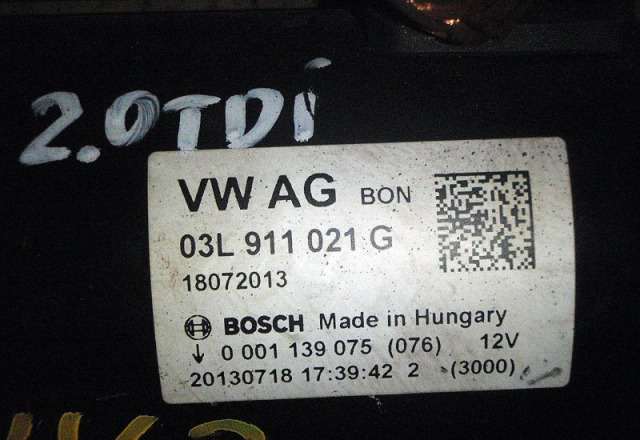 2.0TDi
VW AG BON
03L 911 021 G
18072013
BOSCH Made in Hungary
↓ 0 001 139 075 (076) 12V
20130718 17:39:42 2 (3000)